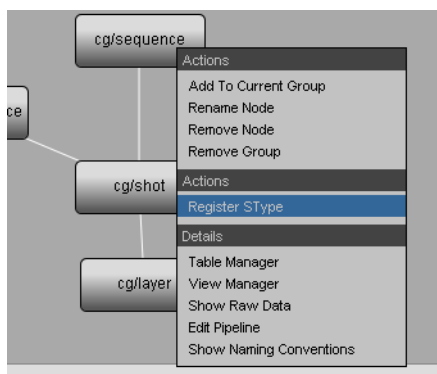 cg/sequence
Actions
Add To Current Group
Rename Node
ce
Remove Node
Remove Group
cg/shot
Actions
Register SType
Details
Table Manager
cg/layer
View Manager
Show Raw Data
Edit Pipeline
Show Naming Conventions